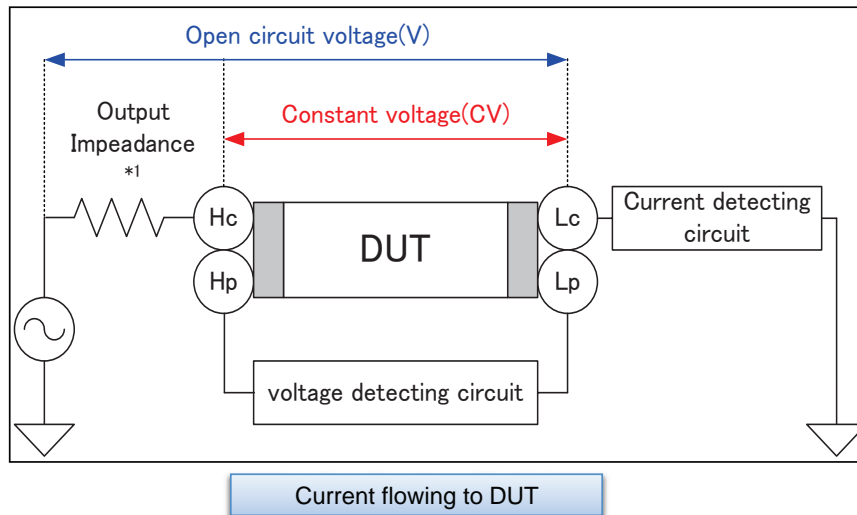 Open circuit voltage(V)
Output
Impeadance
*1
Constant voltage(CV)
Hc
Hp
DUT
Lc
Lp
Current detecting
circuit
voltage detecting circuit
Current flowing to DUT